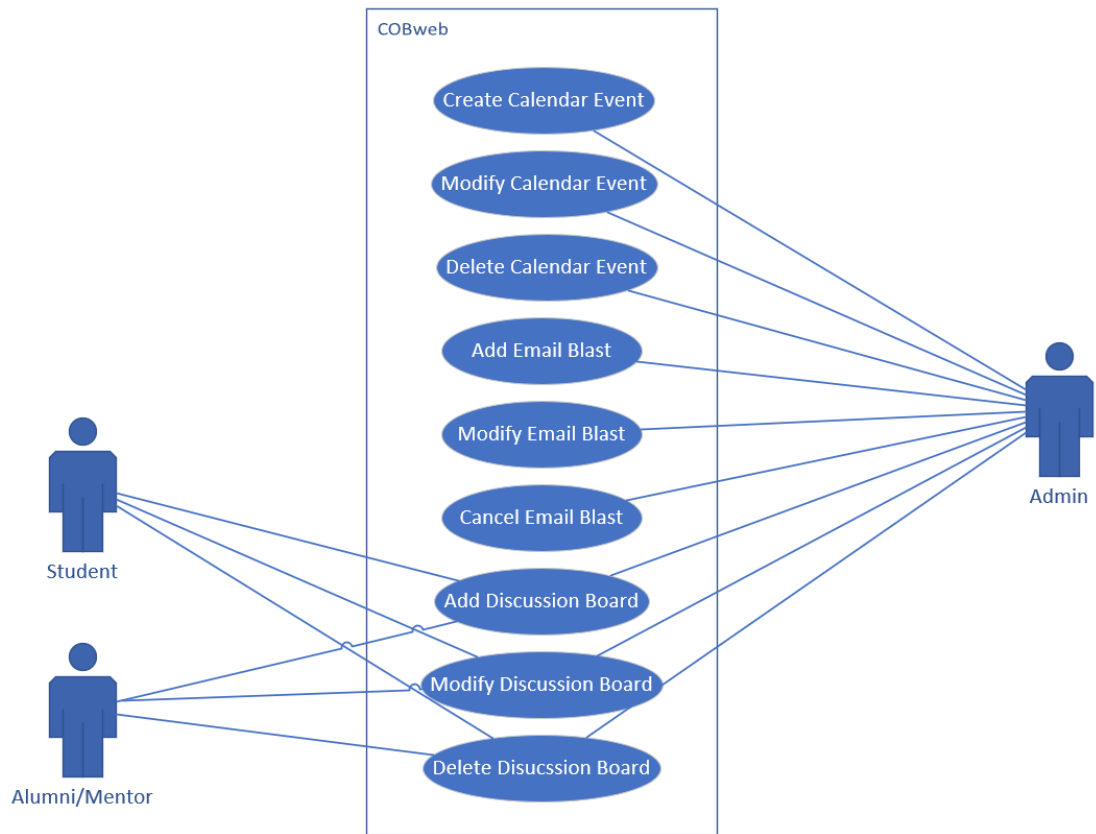 COBweb
Create Calendar Event
Modify Calendar Event
Delete Calendar Event
Add Email Blast
Modify Email Blast
Cancel Email Blast
Add Discussion Board
Modify Discussion Board
Delete Disucssion Board
Student
Alumni/Mentor
Admin